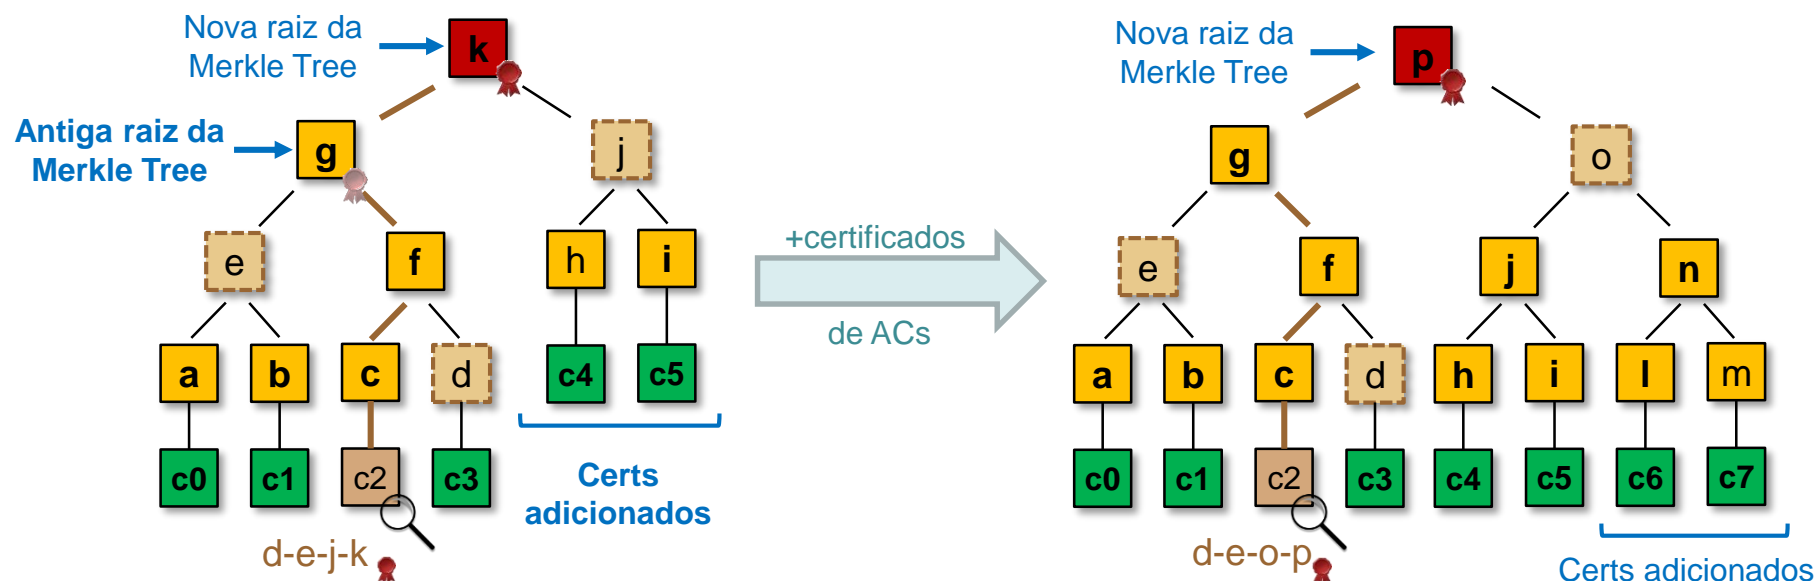 Nova raiz da
Merkle Tree
k
Antiga raiz da
Merkle Tree
g
j
e
f
h
i
a
b
c
d
c4
c5
c0
c1
c2
c3
Certs
adicionados
d-e-j-k
+certificados
de ACs
Nova raiz da
Merkle Tree
p
g
o
e
f
j
n
a
b
c
d
h
i
l
m
c0
c1
c2
c3
c4
c5
c6
c7
d-e-o-p
Certs adicionados